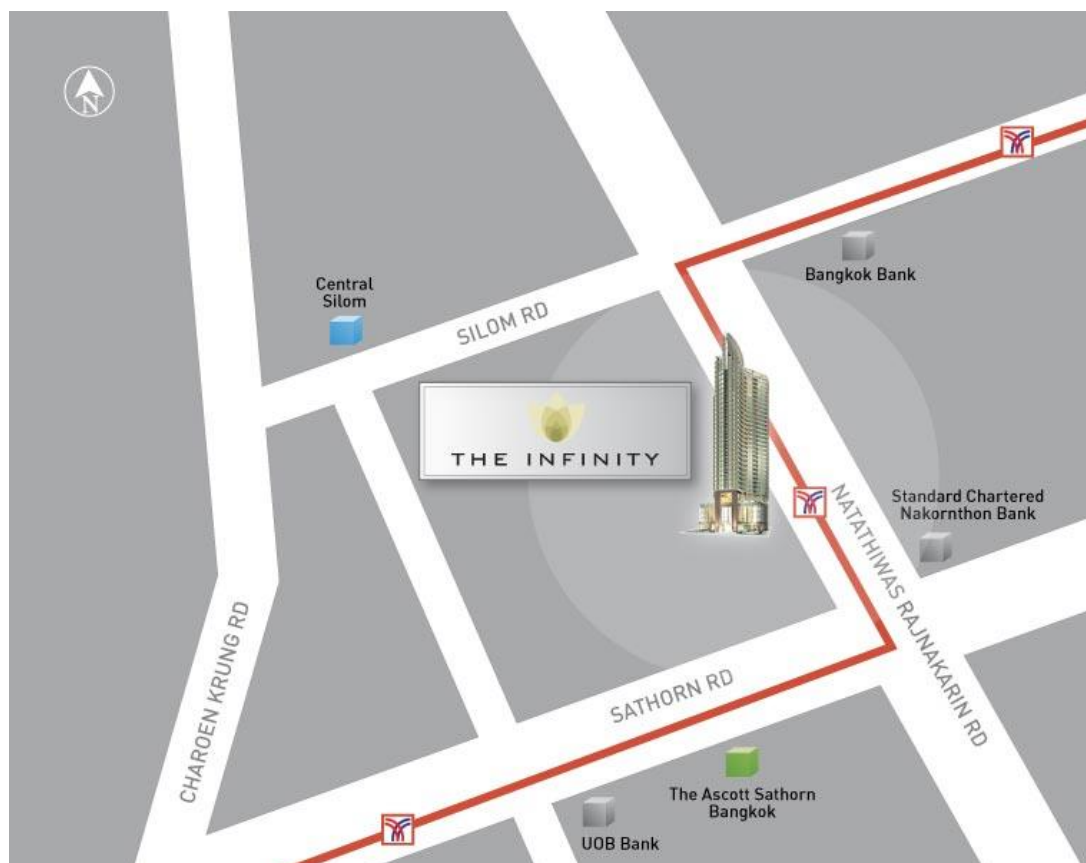 N
Bangkok Bank
Central
Silom
SILOM RD
THE INFINITY
Standard Chartered
Nakornthon Bank
NATATHIWAS RAJNAKARIN RD
CHAROEN KRUNG RD
SATHORN RD
The Ascott Sathorn
Bangkok
UOB Bank